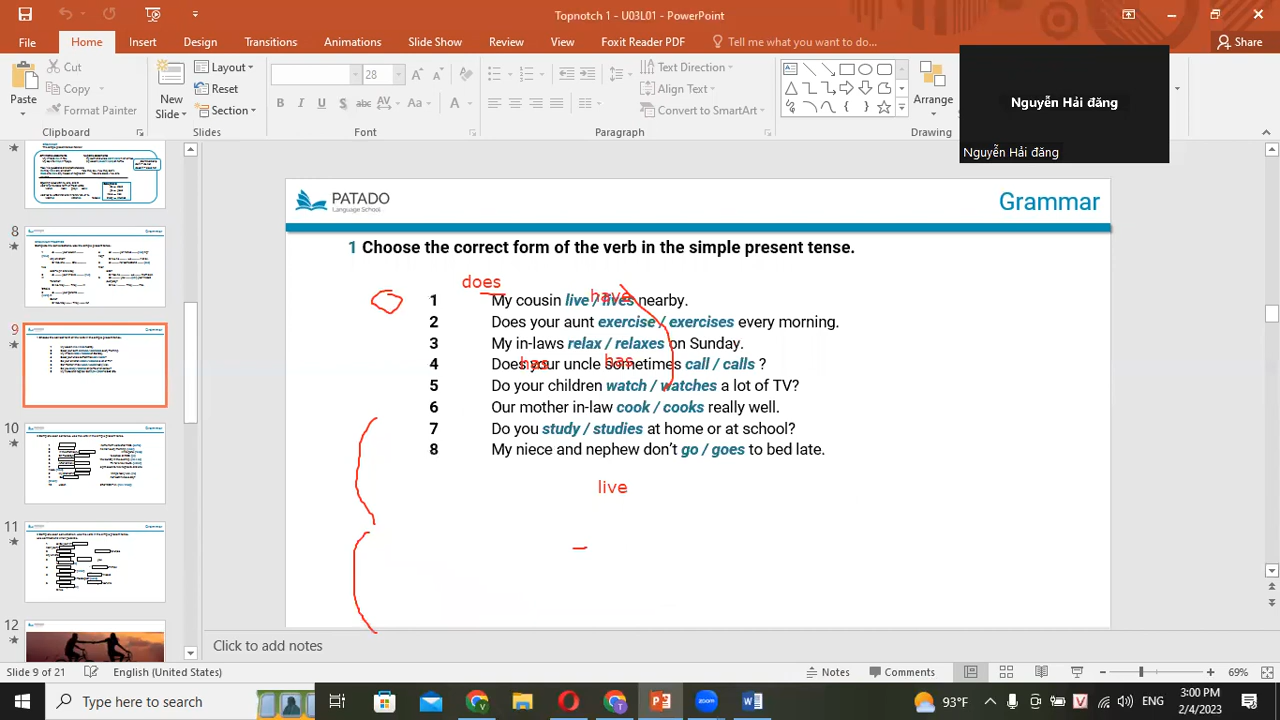 Topnotch 1 - U03L01 - PowerPoint
File Home Insert Design Transitions Animations Slide Show Review View Foxit Reader PDF Tell me what you want to do... Share
Paste Cut Copy Format Painter
New Slide Layout Reset Section
28
Text Direction Align Text Convert to SmartArt
Arrange
Clipboard Slides Font Paragraph Drawing
Nguyễn Hải đăng
Nguyễn Hải đăng
8
9
10
11
12
PATADO
Language School
Grammar
1 Choose the correct form of the verb in the simple present tense.
does
have
1 My cousin live / lives nearby.
2 Does your aunt exercise / exercises every morning.
3 My in-laws relax / relaxes on Sunday.
has has
4 Does your uncle sometimes call / calls ?
5 Do your children watch / watches a lot of TV?
6 Our mother in-law cook / cooks really well.
7 Do you study / studies at home or at school?
8 My niece and nephew don’t go / goes to bed late.
live
Click to add notes
Slide 9 of 21 English (United States) Notes Comments 69%
Type here to search 93°F ENG 3:00 PM
2/4/2023